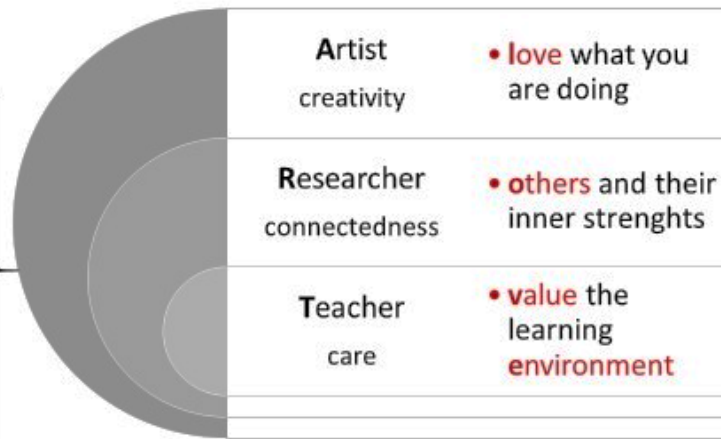 Artist
creativity
• love what you
are doing
Researcher
connectedness
• others and their
inner strenghts
Teacher
care
• value the
learning
environment